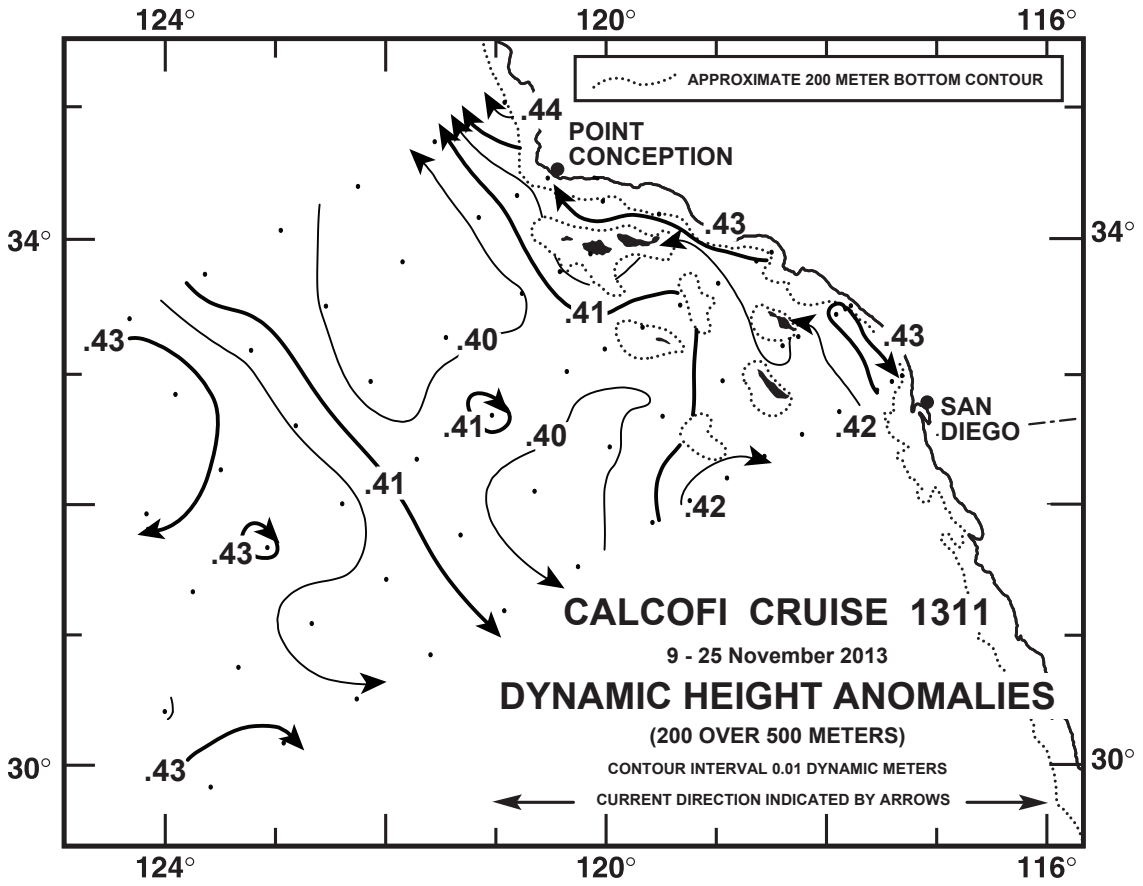 124° 120° 116°
APPROXIMATE 200 METER BOTTOM CONTOUR
.44
POINT
CONCEPTION
34° .43 34°
.41
.43 .40 .43
.41 .40 .42 SAN
DIEGO
.41 .42
.43
CALCOFI CRUISE 1311
9 - 25 November 2013
DYNAMIC HEIGHT ANOMALIES
(200 OVER 500 METERS)
30° .43 CONTOUR INTERVAL 0.01 DYNAMIC METERS 30°
CURRENT DIRECTION INDICATED BY ARROWS
124° 120° 116°